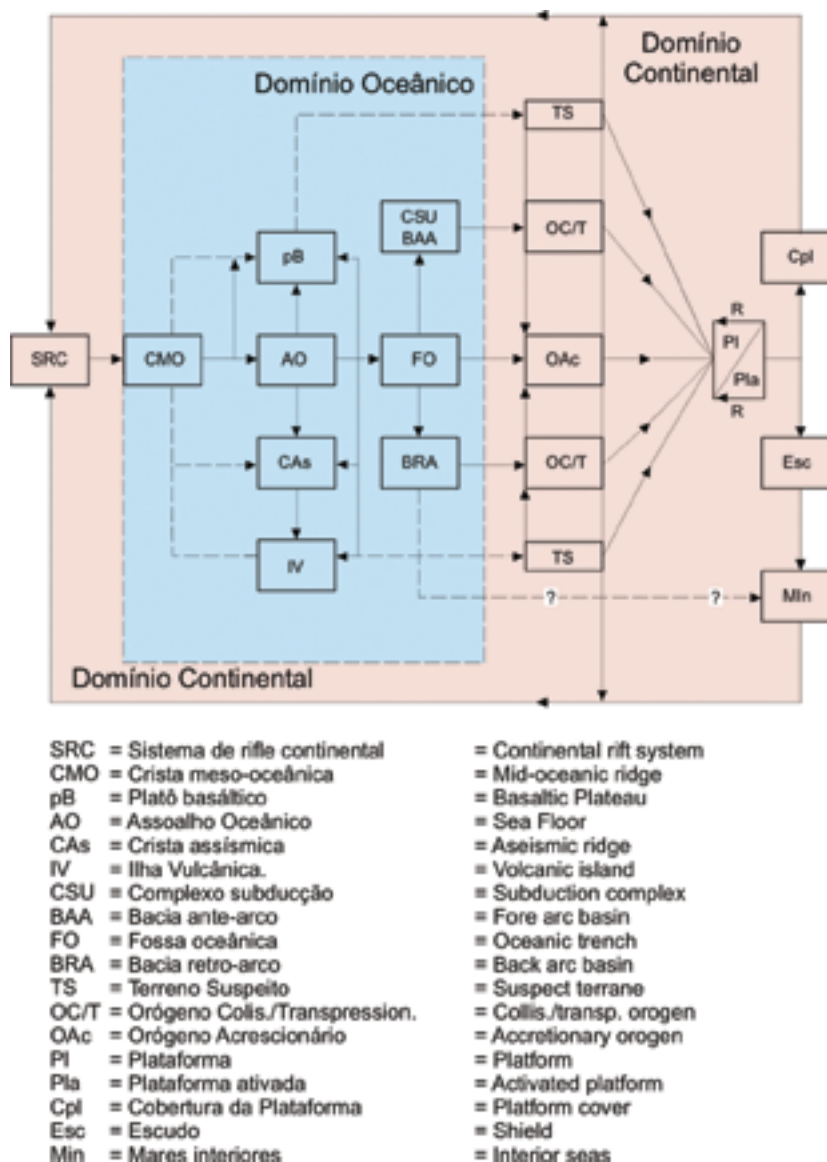 Domínio
Continental
Domínio Oceânico
TS
CSU
BAA
OC/T
pB
Cpl
R
SRC
CMO
AO
FO
OAc
Pl
Pla
R
CAs
BRA
OC/T
Esc
IV
TS
?
?
MIn
Domínio Continental
SRC = Sistema de rifle continental = Continental rift system
CMO = Crista meso-oceânica = Mid-oceanic ridge
pB = Platô basáltico = Basaltic Plateau
AO = Assoalho Oceânico = Sea Floor
CAs = Crista assísmica = Aseismic ridge
IV = Ilha Vulcânica. = Volcanic island
CSU = Complexo subducção = Subduction complex
BAA = Bacia ante-arco = Fore arc basin
FO = Fossa oceânica = Oceanic trench
BRA = Bacia retro-arco = Back arc basin
TS = Terreno Suspeito = Suspect terrane
OC/T = Orógeno Colis./Transpression. = Collis./transp. orogen
OAc = Orógeno Acrescionário = Accretionary orogen
Pl = Plataforma = Platform
Pla = Plataforma ativada = Activated platform
Cpl = Cobertura da Plataforma = Platform cover
Esc = Escudo = Shield
Min = Mares interiores = Interior seas